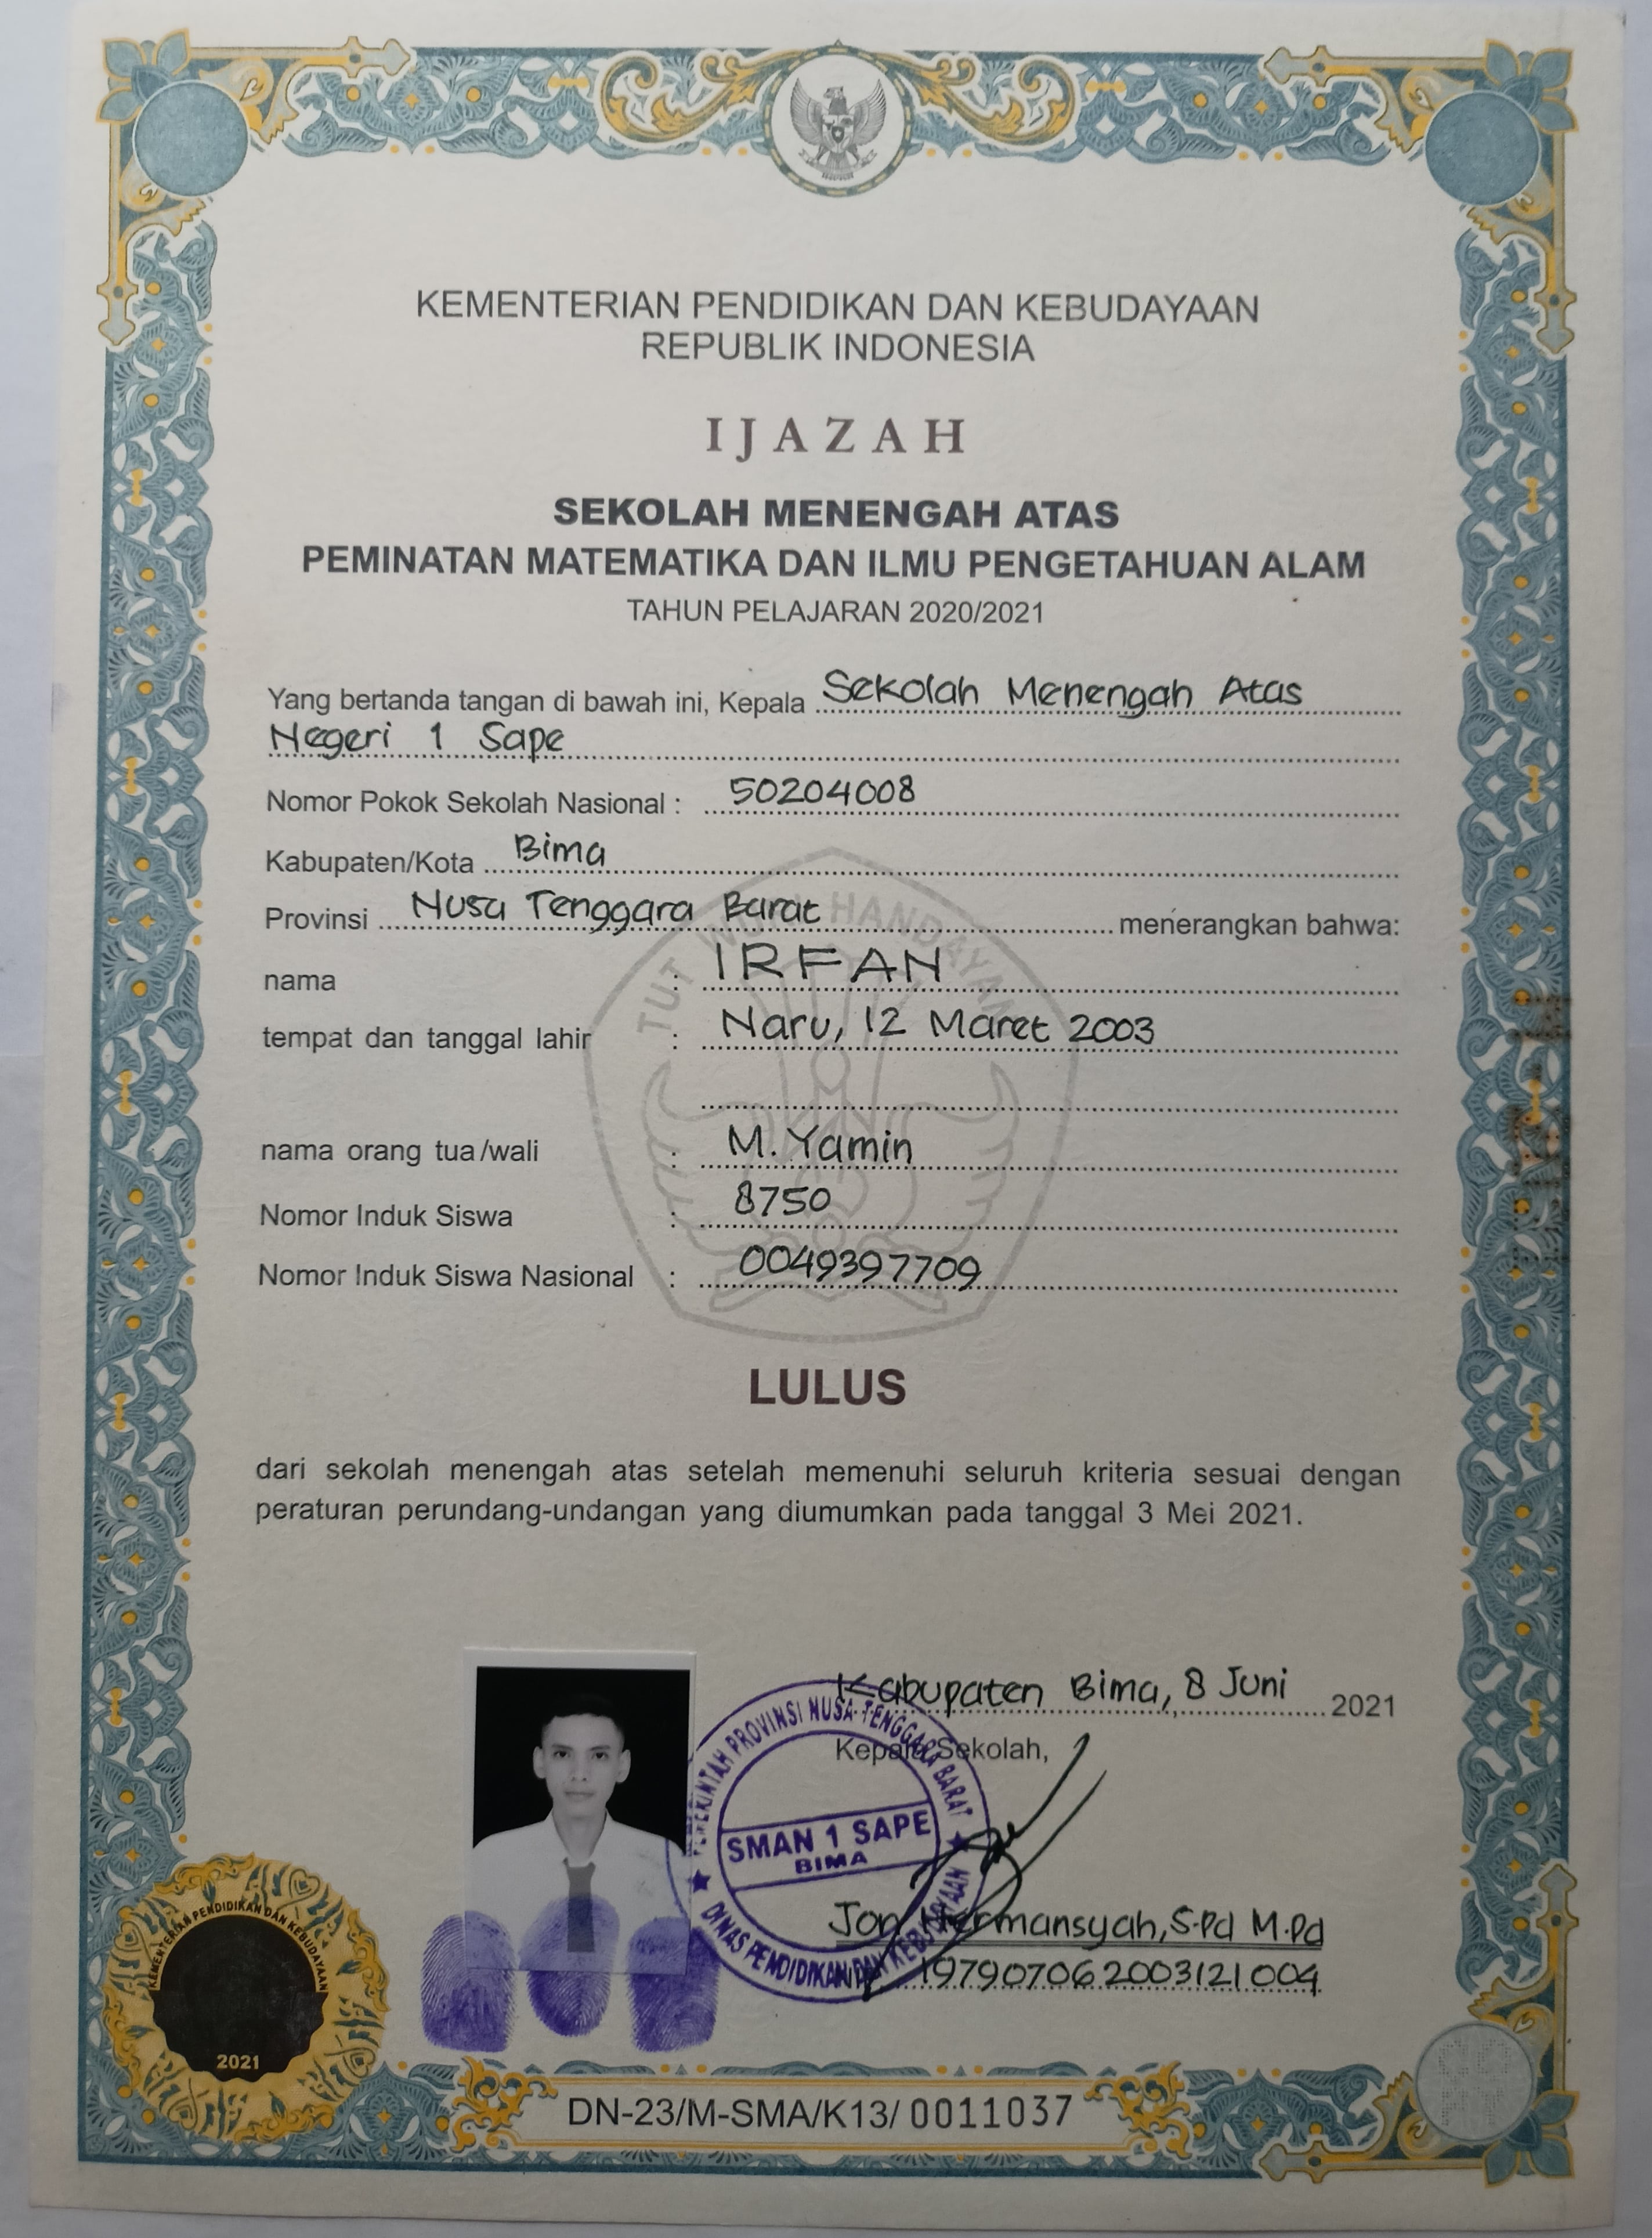 KEMENTERIAN PENDIDIKAN DAN KEBUDAYAAN
REPUBLIK INDONESIA
IJAZAH
SEKOLAH MENENGAH ATAS
PEMINATAN MATEMATIKA DAN ILMU PENGETAHUAN ALAM
TAHUN PELAJARAN 2020/2021
Yang bertanda tangan di bawah ini, Kepala Sekolah Menengah Atas
Negeri 1 Sape
Nomor Pokok Sekolah Nasional : 50204008
Kabupaten/Kota Bima
Provinsi Nusa Tenggara Barat menerangkan bahwa:
TUT WURI HANDAYANI
nama : IRFAN
tempat dan tanggal lahir : Naru, 12 Maret 2003
nama orang tua/wali : M. Yamin
Nomor Induk Siswa : 8750
Nomor Induk Siswa Nasional : 0049397709
LULUS
dari sekolah menengah atas setelah memenuhi seluruh kriteria sesuai dengan
peraturan perundang-undangan yang diumumkan pada tanggal 3 Mei 2021.
Kabupaten Bima, 8 Juni 2021
Kepala Sekolah,
PEMERINTAH PROVINSI NUSA TENGGARA BARAT
SMAN 1 SAPE
BIMA
DINAS PENDIDIKAN DAN KEBUDAYAAN
Jon Hermansyah, S.Pd M.Pd
197907062003121004
KEMENTERIAN PENDIDIKAN DAN KEBUDAYAAN
2021
DN-23/M-SMA/K13/ 0011037